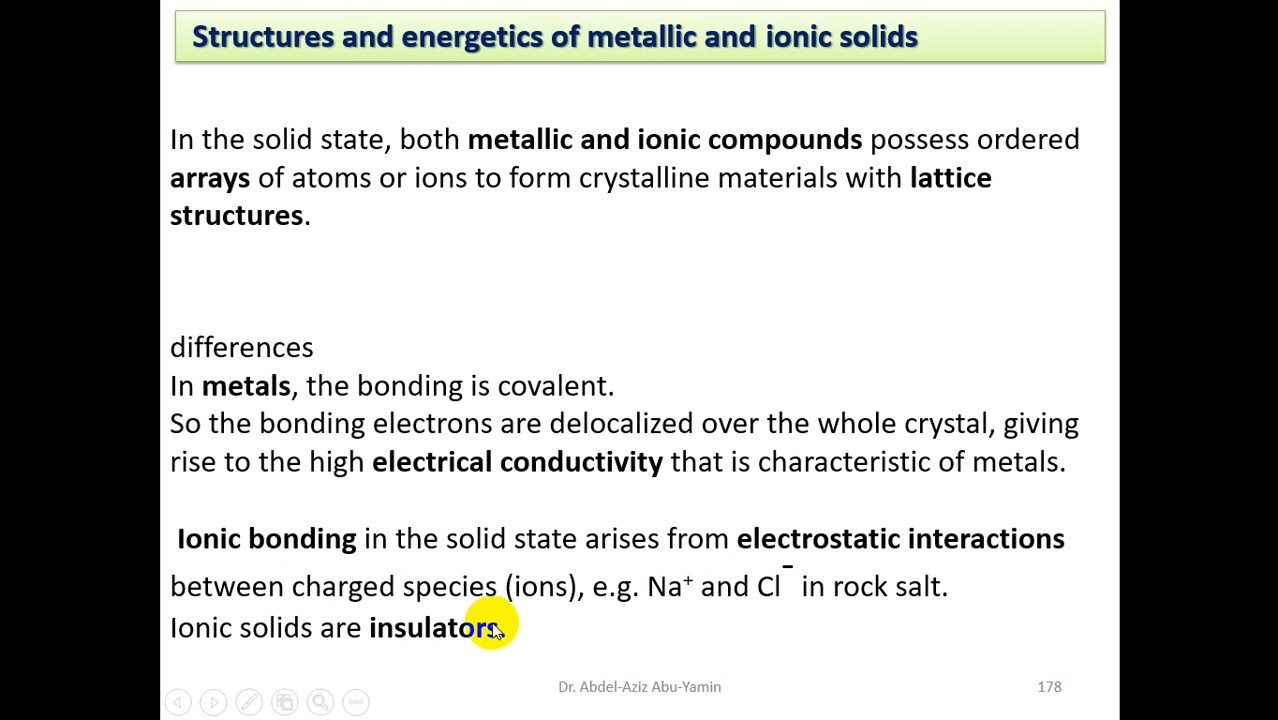 Structures and energetics of metallic and ionic solids
In the solid state, both metallic and ionic compounds possess ordered
arrays of atoms or ions to form crystalline materials with lattice
structures.
differences
In metals, the bonding is covalent.
So the bonding electrons are delocalized over the whole crystal, giving
rise to the high electrical conductivity that is characteristic of metals.
Ionic bonding in the solid state arises from electrostatic interactions
between charged species (ions), e.g. Na⁺ and Cl⁻ in rock salt.
Ionic solids are insulators.
Dr. Abdel-Aziz Abu-Yamin
178